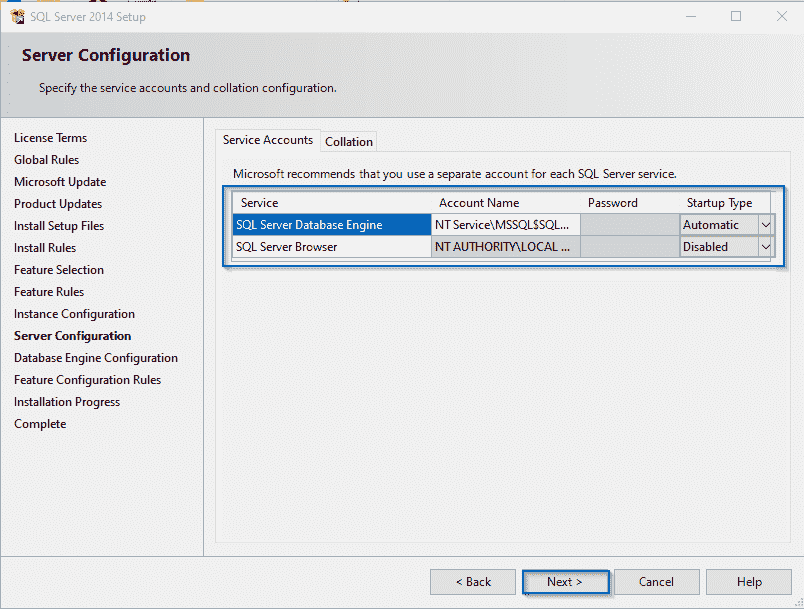 SQL Server 2014 Setup
Server Configuration
Specify the service accounts and collation configuration.
License Terms
Global Rules
Microsoft Update
Product Updates
Install Setup Files
Install Rules
Feature Selection
Feature Rules
Instance Configuration
Server Configuration
Database Engine Configuration
Feature Configuration Rules
Installation Progress
Complete
Service Accounts Collation
Microsoft recommends that you use a separate account for each SQL Server service.
Service Account Name Password Startup Type
SQL Server Database Engine NT Service\MSSQL$SQL... Automatic
SQL Server Browser NT AUTHORITY\LOCAL ... Disabled
< Back Next > Cancel Help